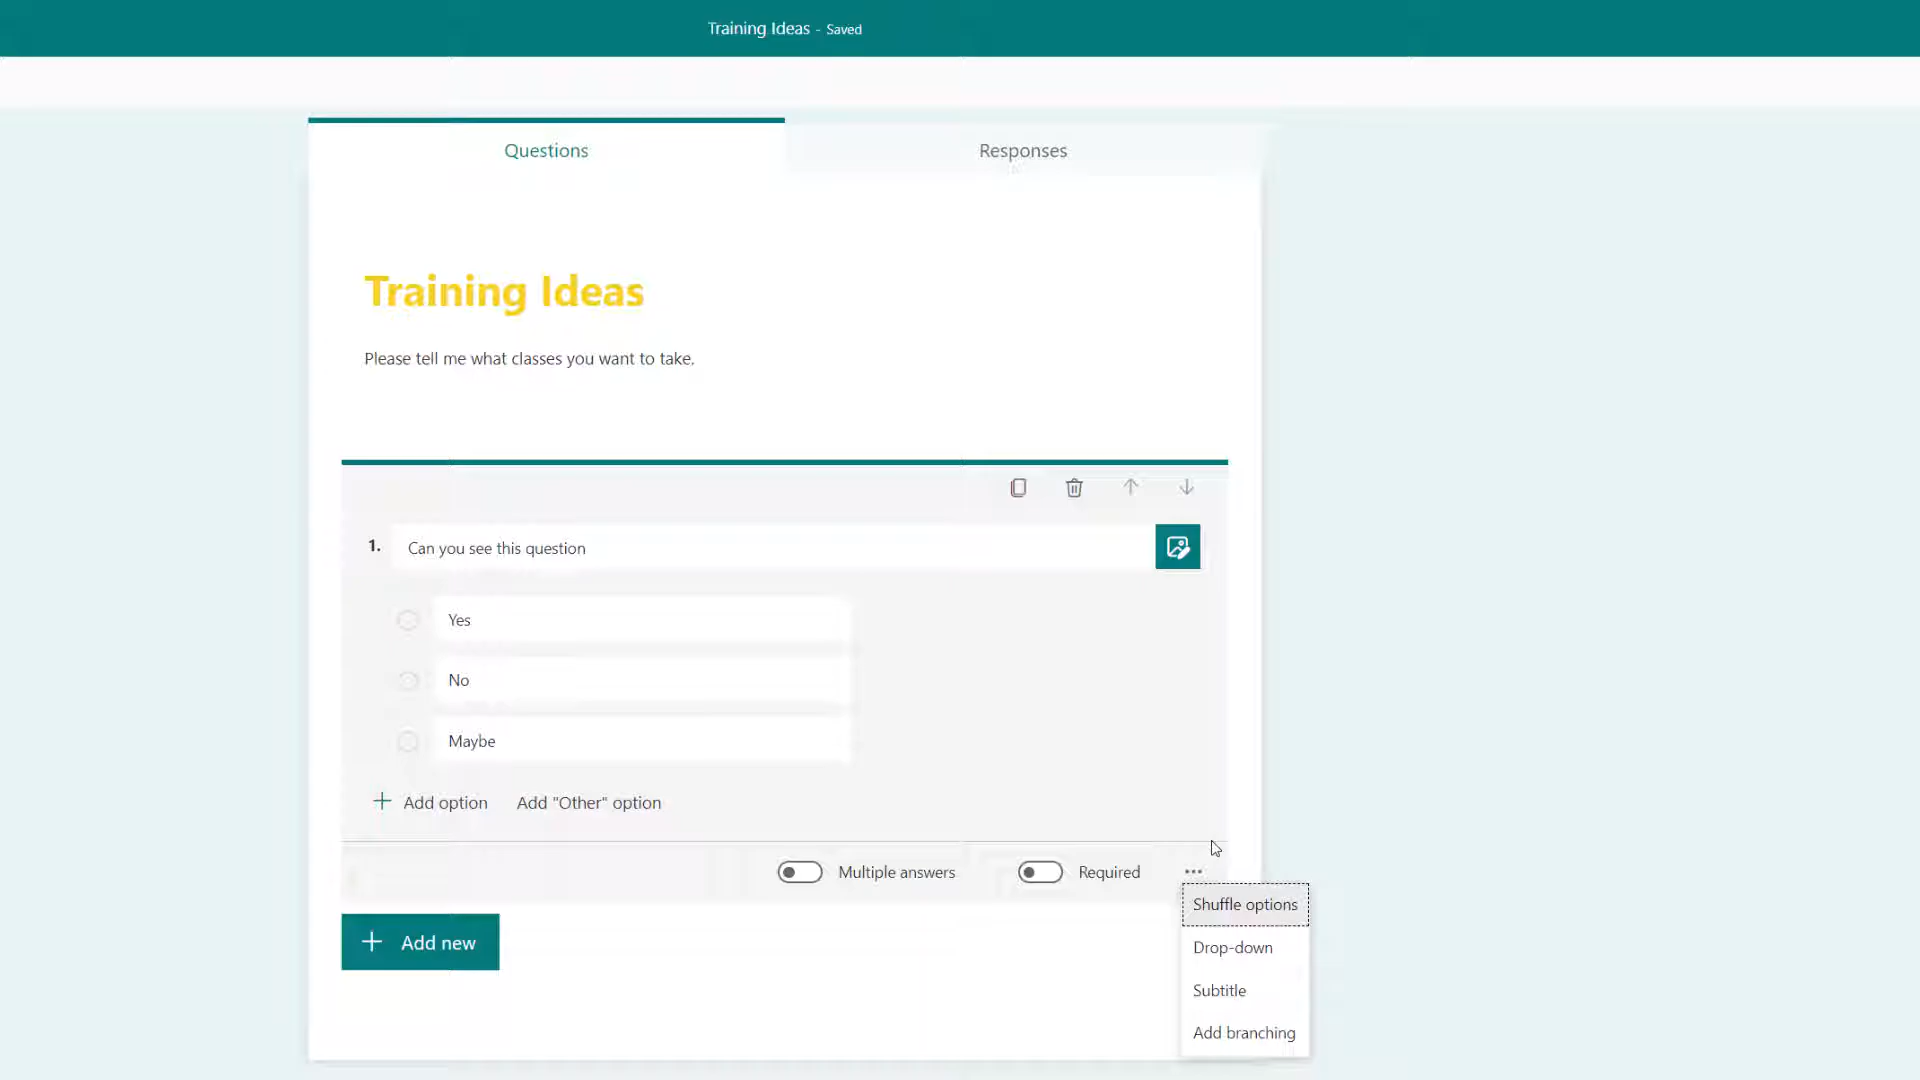 Training Ideas - Saved
Questions
Responses
Training Ideas
Please tell me what classes you want to take.
1. Can you see this question
Yes
No
Maybe
Add option Add "Other" option
Multiple answers Required
Shuffle options
Drop-down
Subtitle
Add branching
Add new